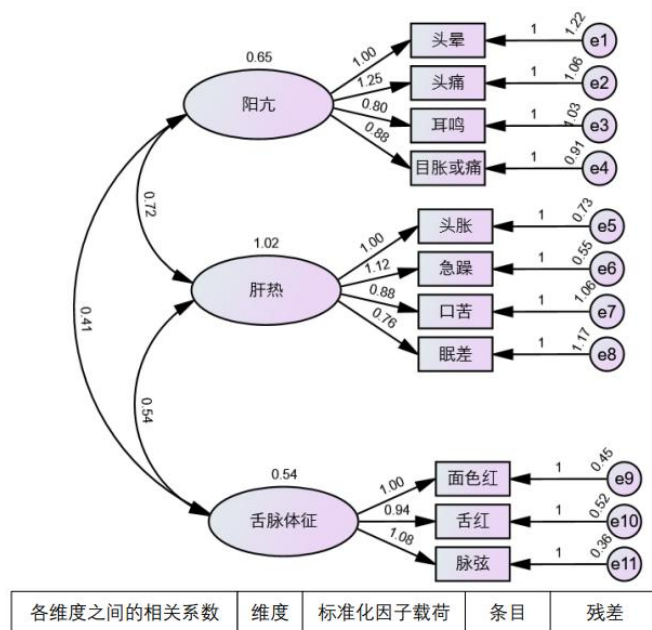 0.65
阳亢
1.00
头晕
1
1.22
e1
1.25
头痛
1
1.06
e2
0.80
耳鸣
1
1.03
e3
0.88
目胀或痛
1
0.91
e4
0.72
1.02
肝热
1.00
头胀
1
0.73
e5
1.12
急躁
1
0.55
e6
0.88
口苦
1
1.06
e7
0.76
眠差
1
1.17
e8
0.41
0.54
0.54
舌脉体征
1.00
面色红
1
0.45
e9
0.94
舌红
1
0.52
e10
1.08
脉弦
1
0.36
e11
各维度之间的相关系数 维度 标准化因子载荷 条目 残差